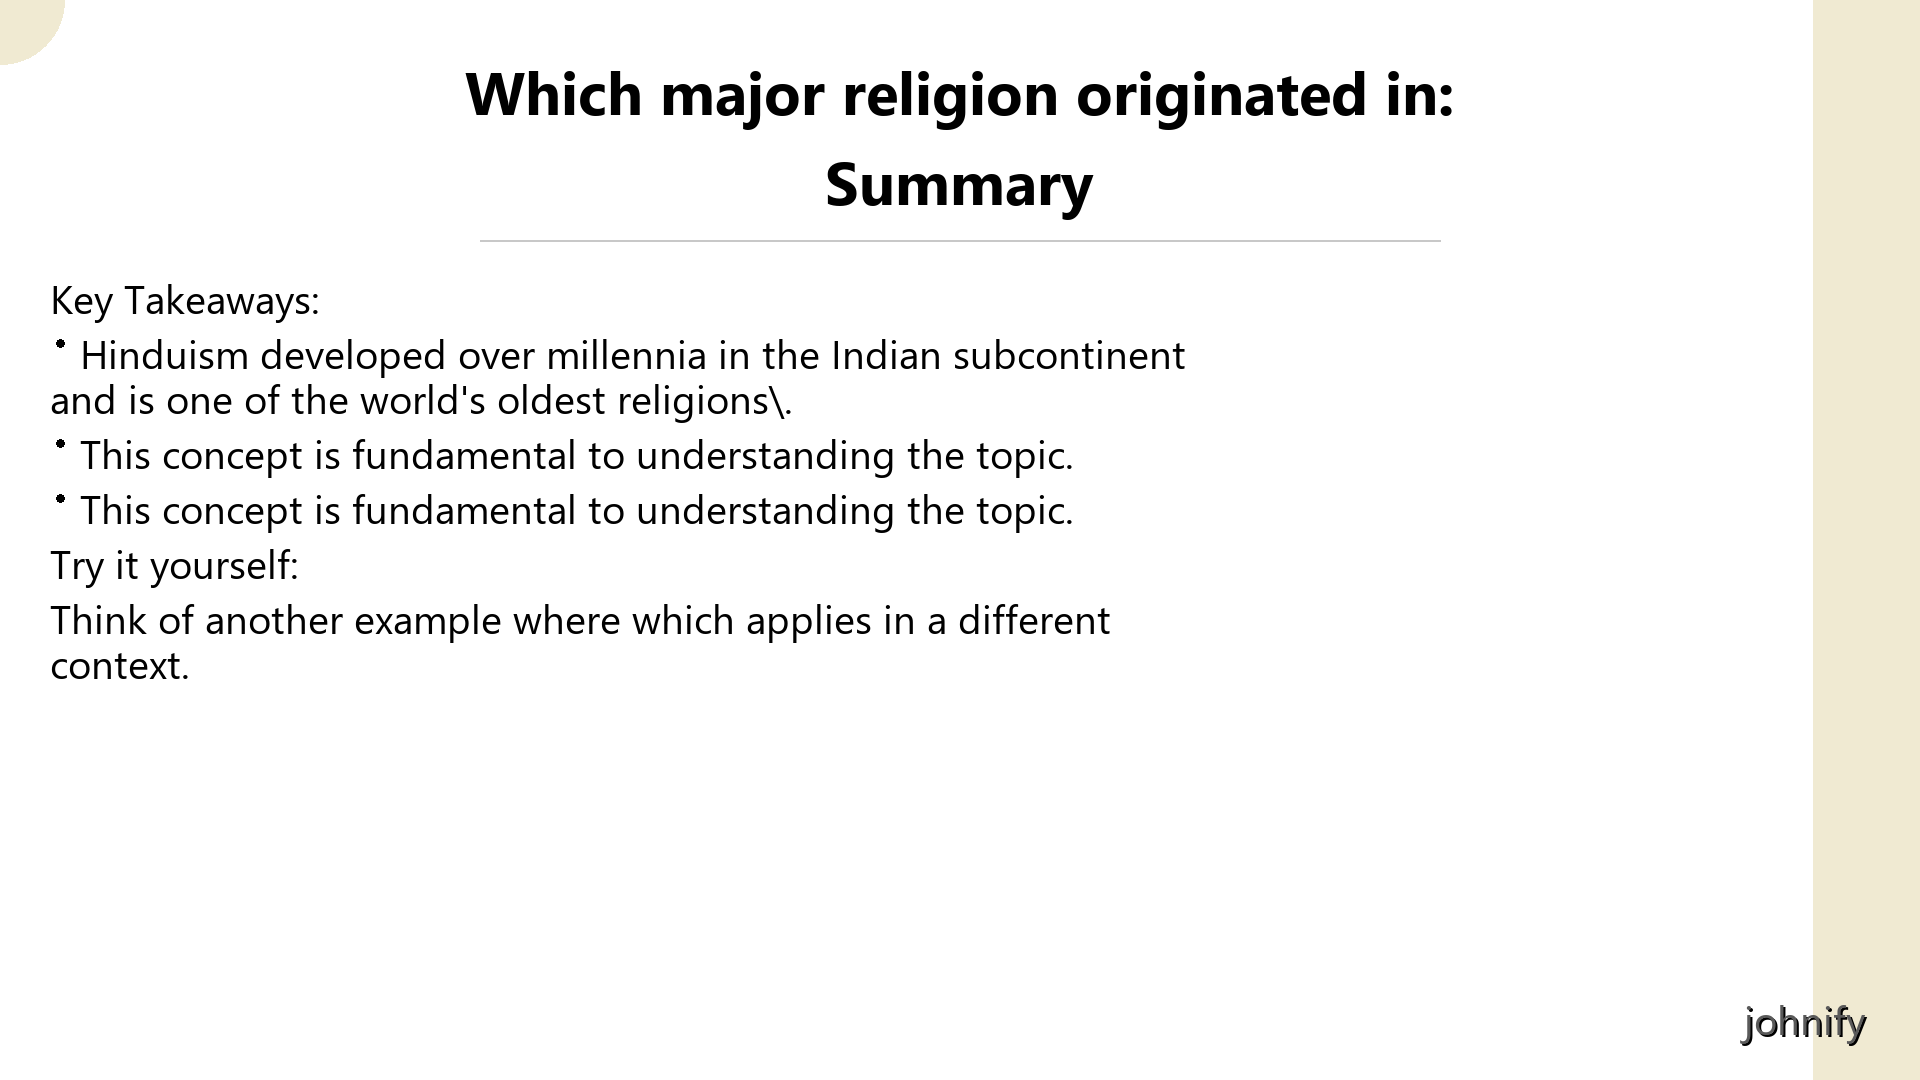 Which major religion originated in:
Summary
Key Takeaways:
• Hinduism developed over millennia in the Indian subcontinent
and is one of the world's oldest religions\.
• This concept is fundamental to understanding the topic.
• This concept is fundamental to understanding the topic.
Try it yourself:
Think of another example where which applies in a different
context.
johnify